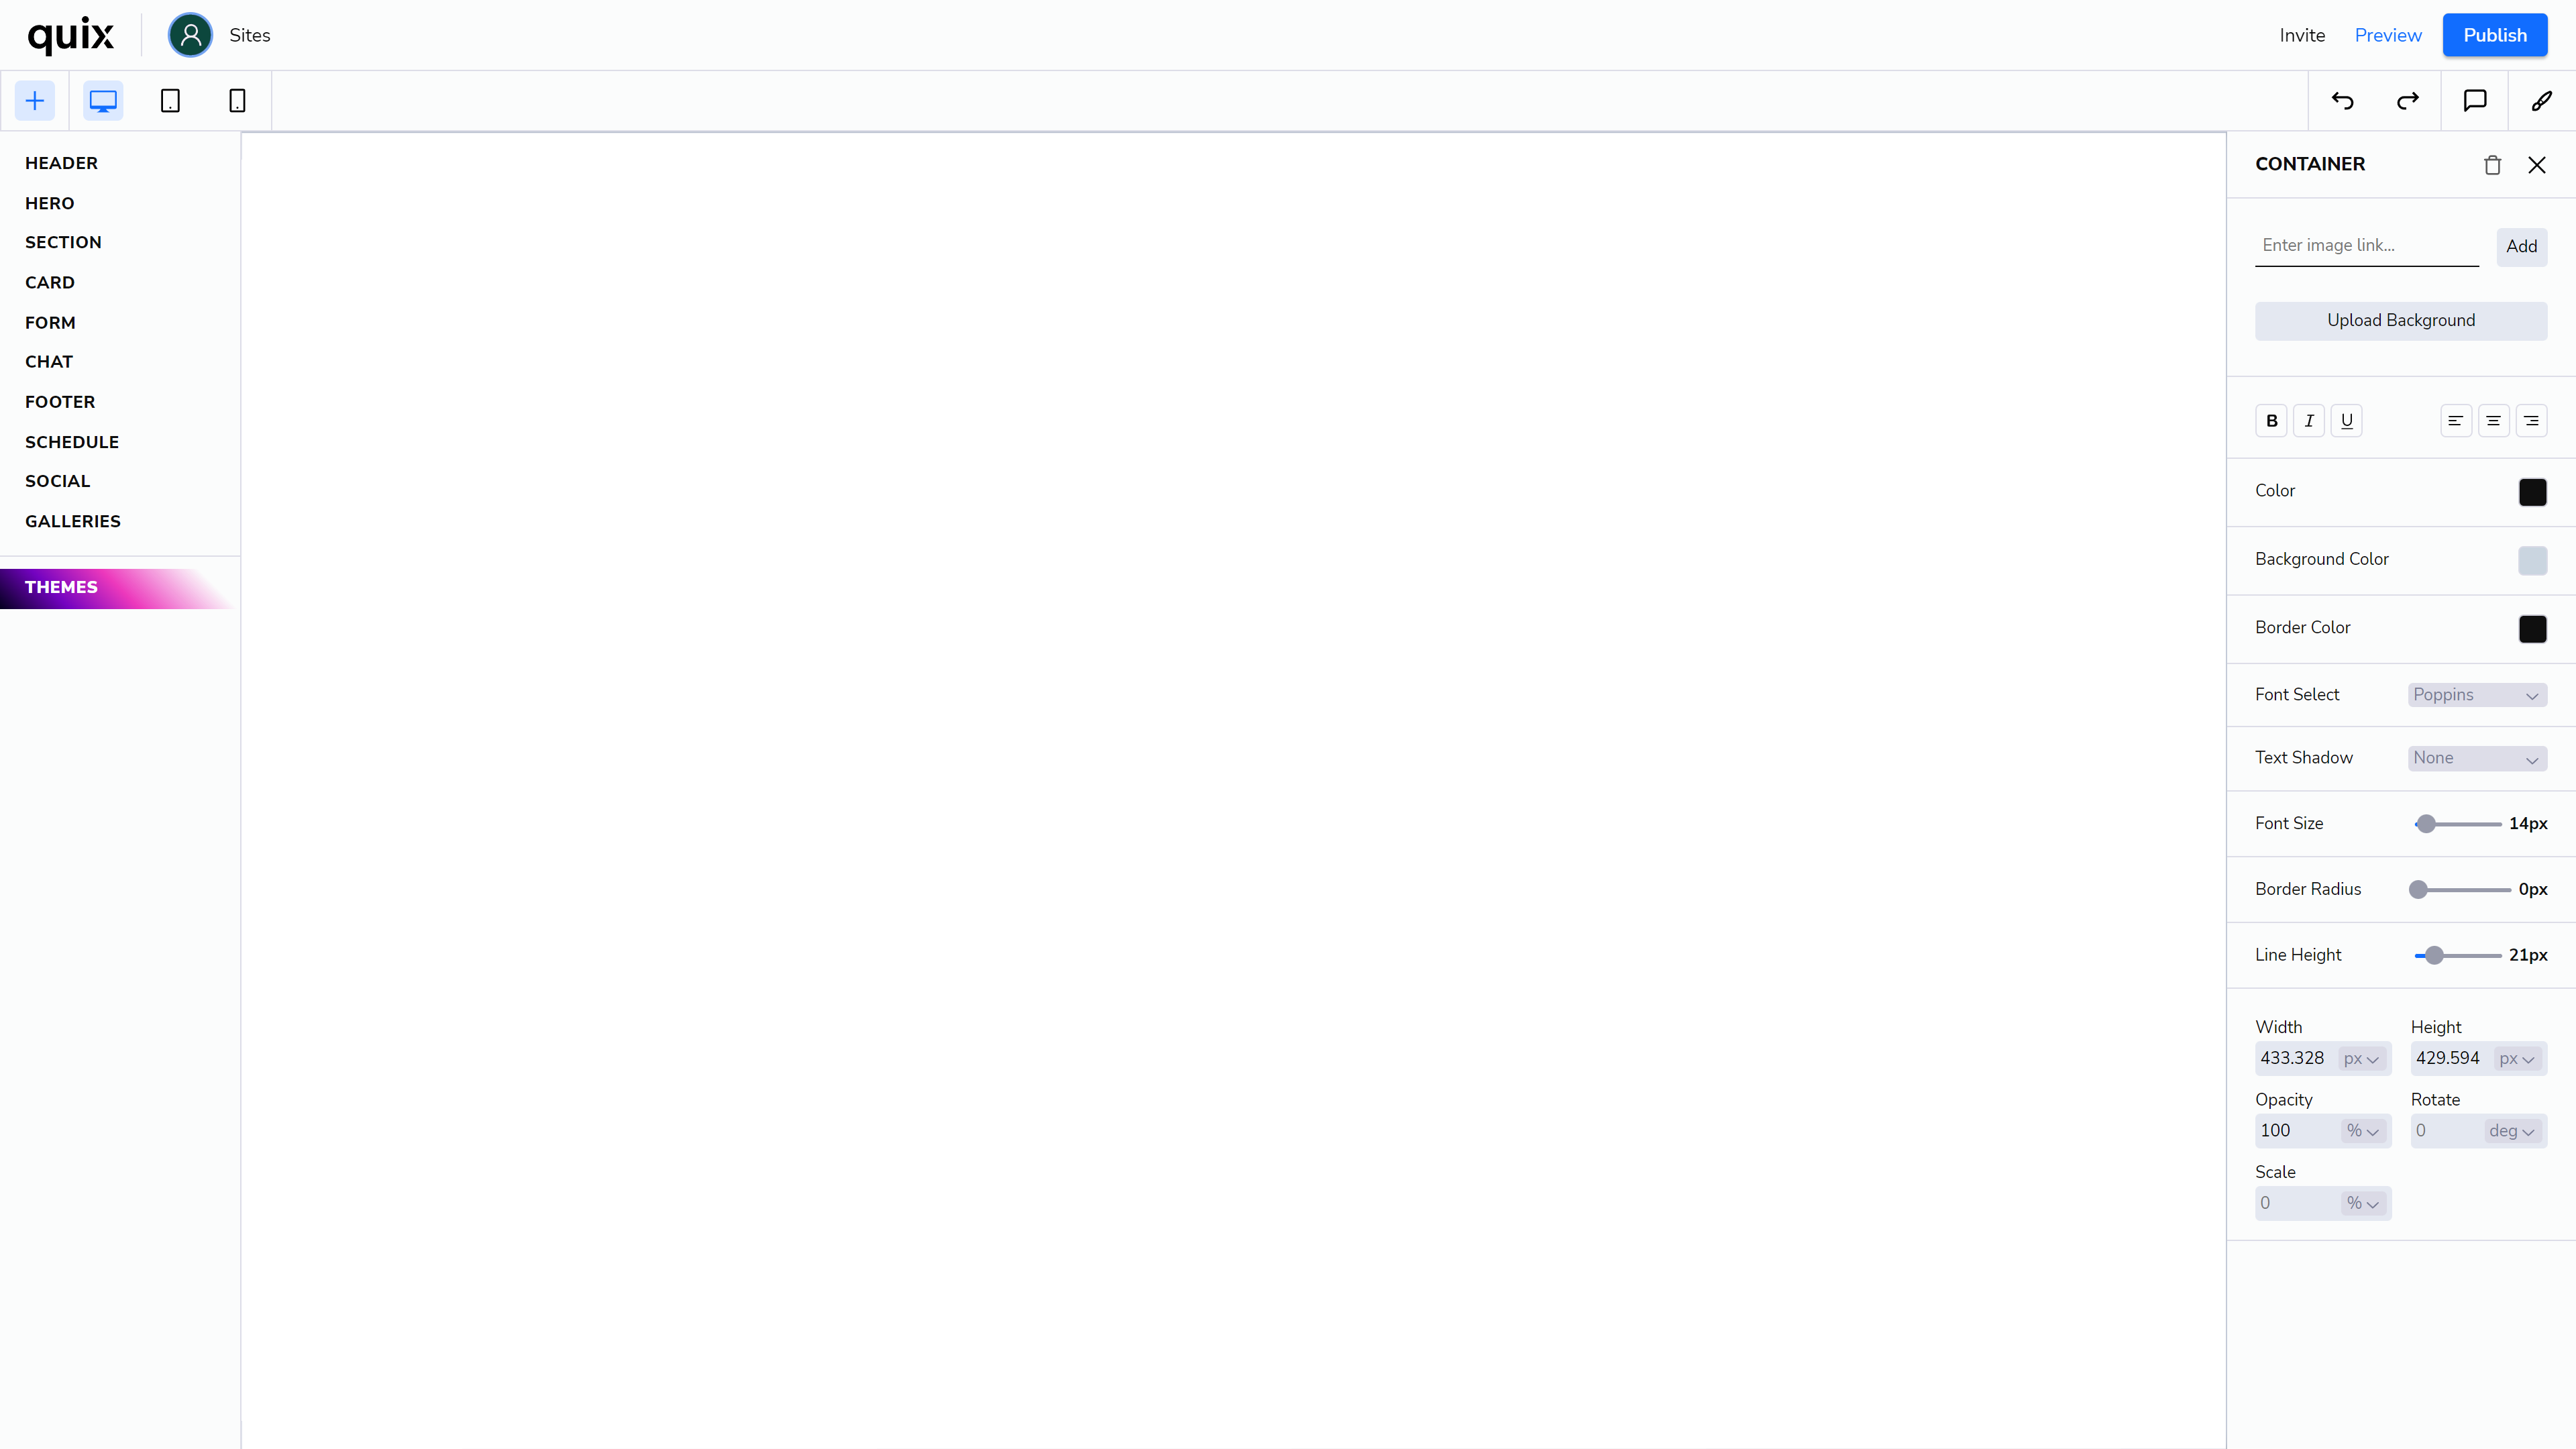 quix
Sites
Invite
Preview
Publish
HEADER
HERO
SECTION
CARD
FORM
CHAT
FOOTER
SCHEDULE
SOCIAL
GALLERIES
THEMES
CONTAINER
Enter image link...
Add
Upload Background
B I U
Color
Background Color
Border Color
Font Select Poppins
Text Shadow None
Font Size 14px
Border Radius 0px
Line Height 21px
Width Height
433.328 px 429.594 px
Opacity Rotate
100 % 0 deg
Scale
0 %